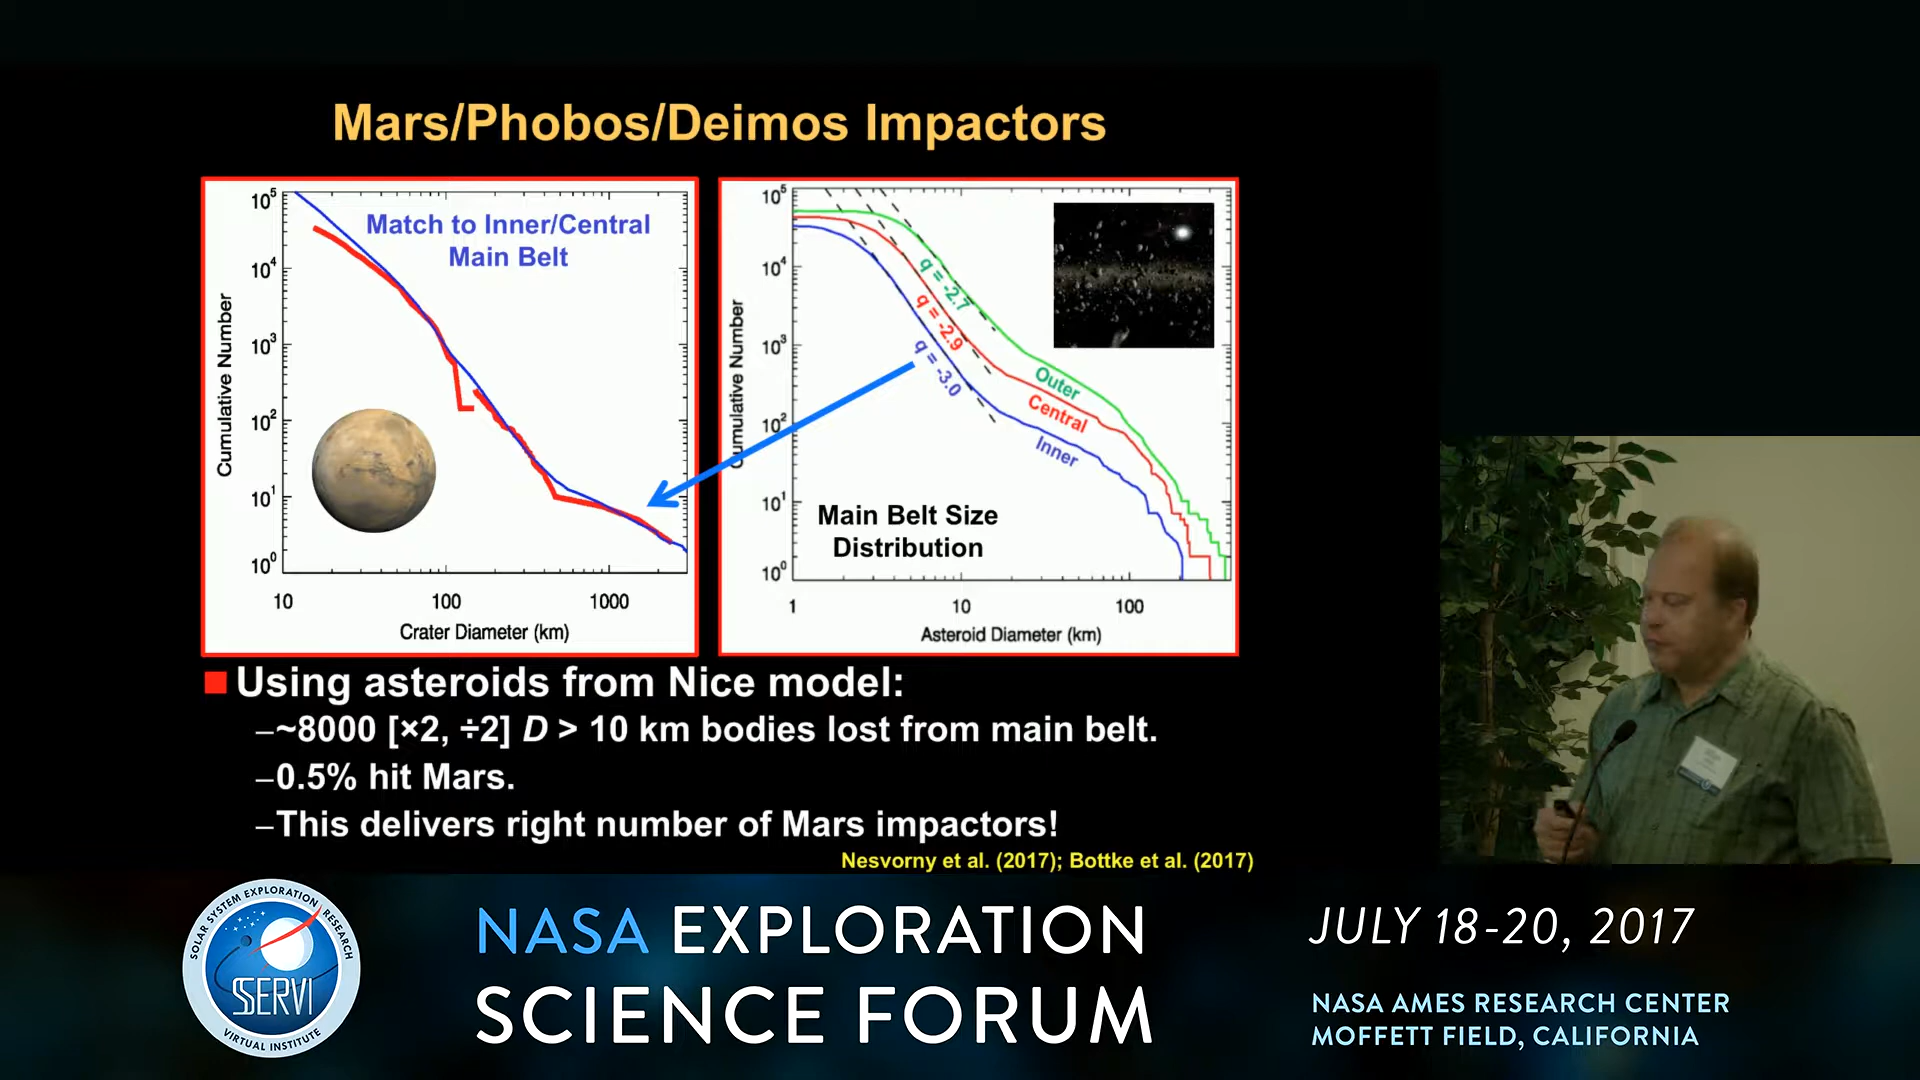 Mars/Phobos/Deimos Impactors
10^5
10^4
10^3
10^2
10^1
10^0
Cumulative Number
Match to Inner/Central
Main Belt
10
100
1000
Crater Diameter (km)
10^5
10^4
10^3
10^2
10^1
10^0
Cumulative Number
q = -2.7
q = -2.9
q = -3.0
Outer
Central
Inner
Main Belt Size
Distribution
1
10
100
Asteroid Diameter (km)
Using asteroids from Nice model:
–~8000 [×2, ÷2] D > 10 km bodies lost from main belt.
–0.5% hit Mars.
–This delivers right number of Mars impactors!
Nesvorny et al. (2017); Bottke et al. (2017)
SOLAR SYSTEM EXPLORATION RESEARCH
SSERVI
VIRTUAL INSTITUTE
NASA EXPLORATION
SCIENCE FORUM
JULY 18-20, 2017
NASA AMES RESEARCH CENTER
MOFFETT FIELD, CALIFORNIA